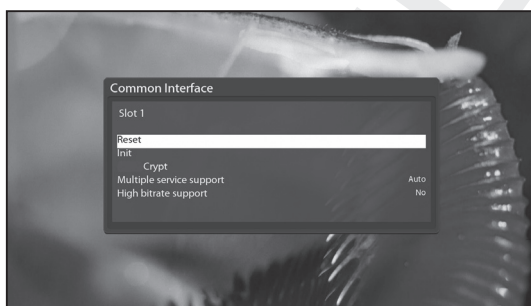 Common Interface
Slot 1
Reset
Init
Crypt
Multiple service support Auto
High bitrate support No